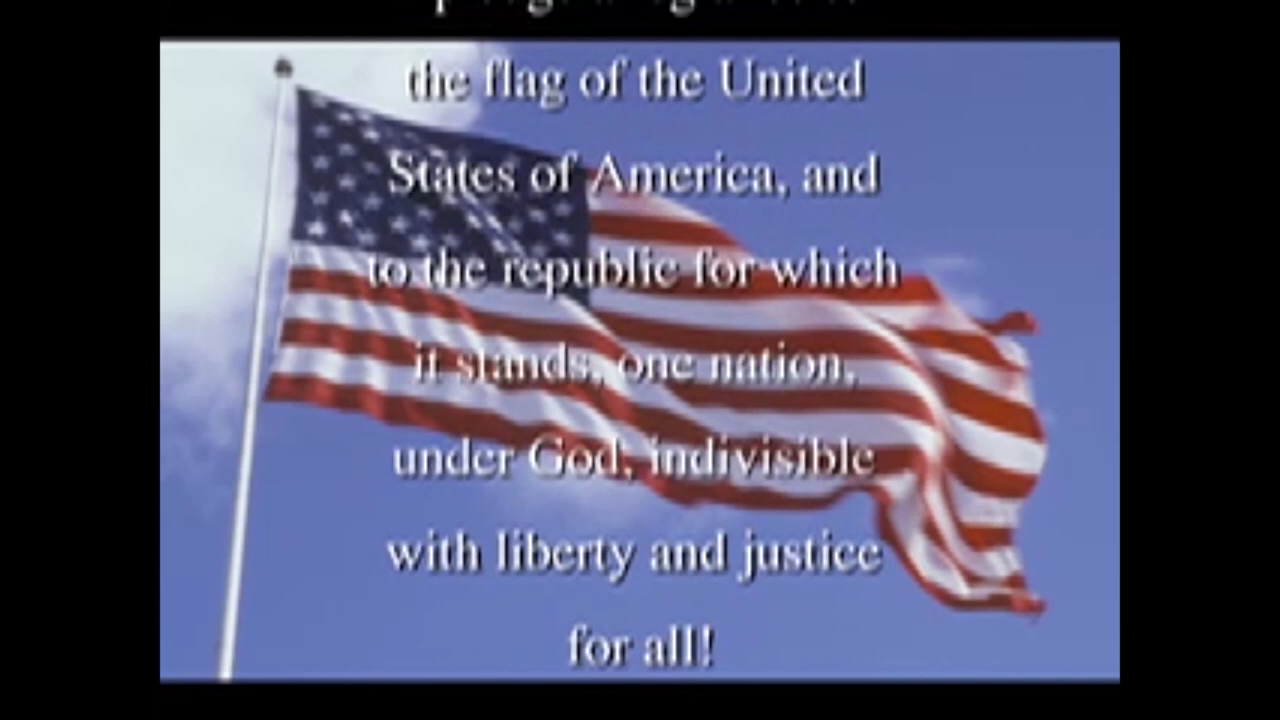 the flag of the United
States of America, and
to the republic for which
it stands, one nation,
under God, indivisible
with liberty and justice
for all!